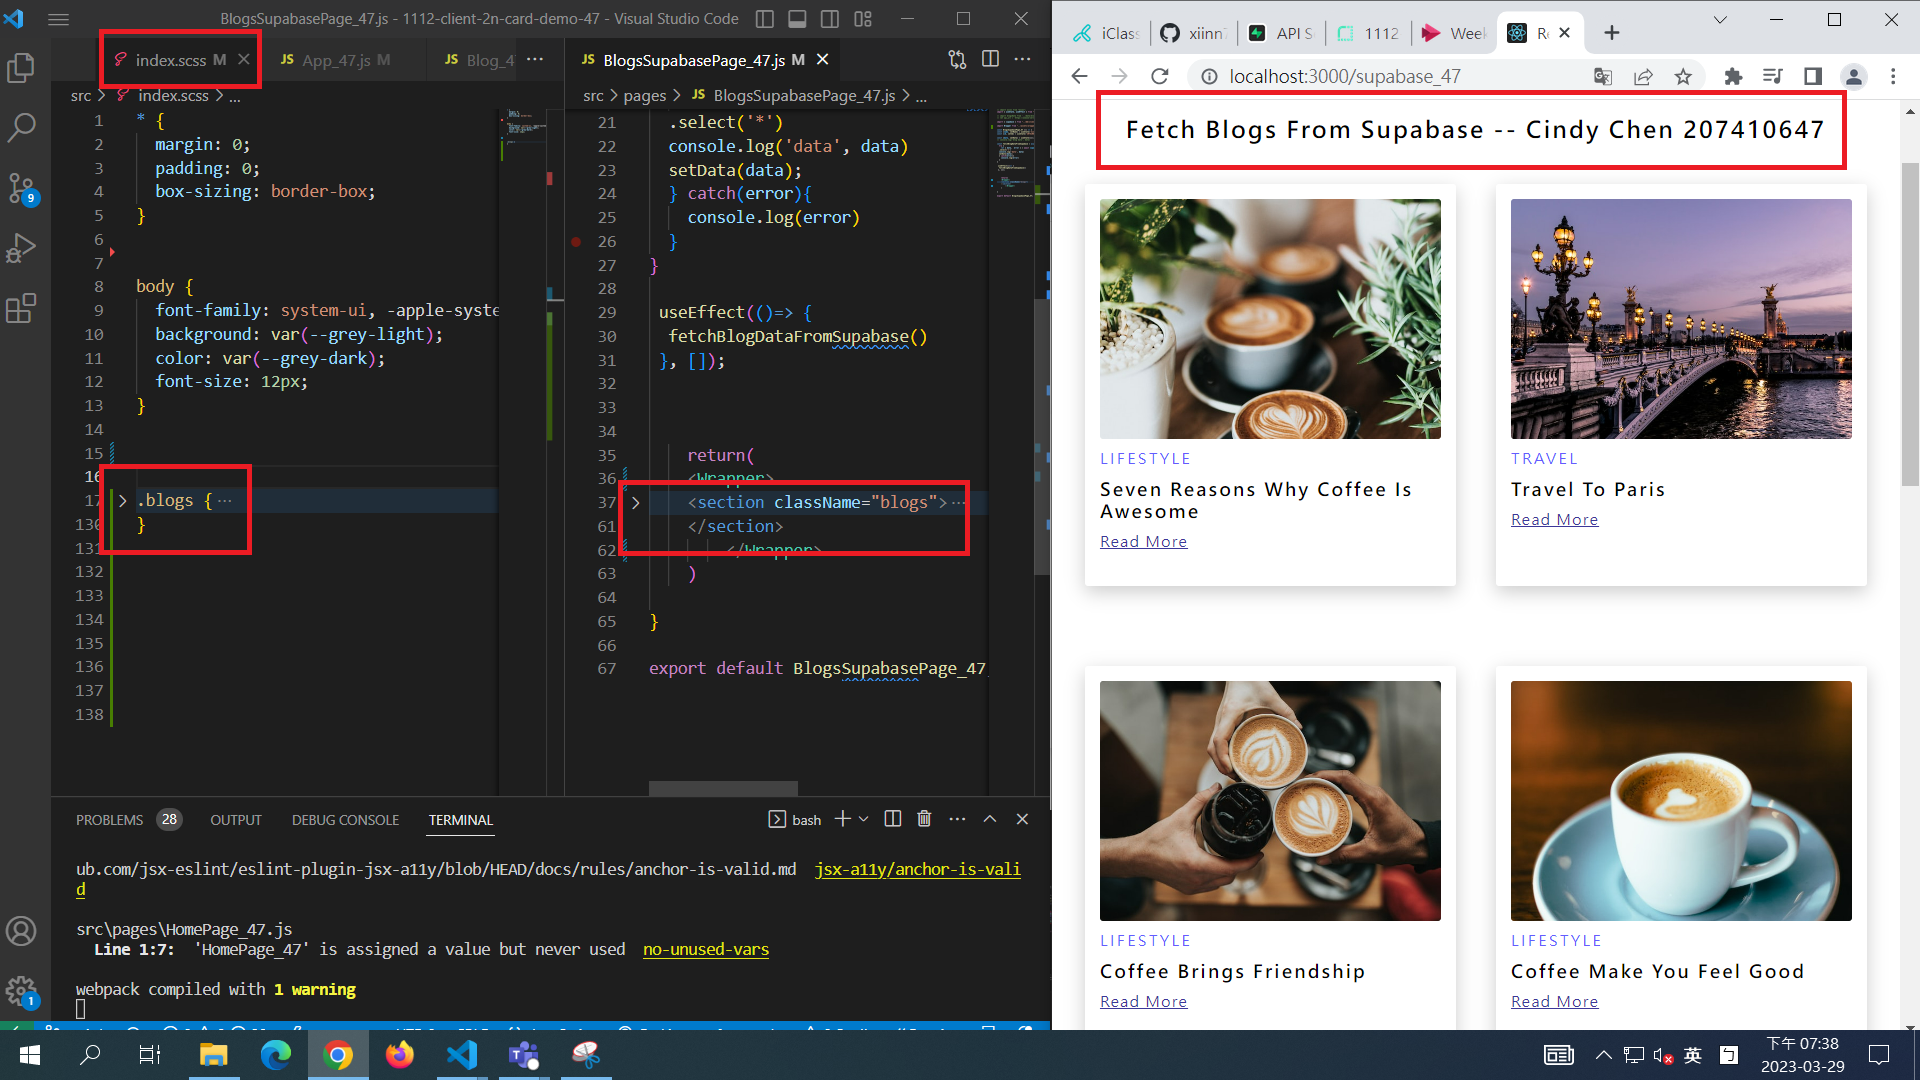 BlogsSupabasePage_47.js - 1112-client-2n-card-demo-47 - Visual Studio Code
index.scss M
JS App_47.js M
JS Blog_4
src > index.scss > ...
1 * {
2 margin: 0;
3 padding: 0;
4 box-sizing: border-box;
5 }
6
7
8 body {
9 font-family: system-ui, -apple-syste
10 background: var(--grey-light);
11 color: var(--grey-dark);
12 font-size: 12px;
13 }
14
15
16
17 .blogs { ...
130 }
131
132
133
134
135
136
137
138
JS BlogsSupabasePage_47.js M
src > pages > JS BlogsSupabasePage_47.js > ...
21 .select('*')
22 console.log('data', data)
23 setData(data);
24 } catch(error){
25 console.log(error)
26 }
27 }
28
29 useEffect(()=> {
30 fetchBlogDataFromSupabase()
31 }, []);
32
33
34
35 return(
36 <Wrapper>
37 <section className="blogs"> ...
61 </section>
62 </Wrapper>
63 )
64
65 }
66
67 export default BlogsSupabasePage_47
PROBLEMS 28 OUTPUT DEBUG CONSOLE TERMINAL
bash
ub.com/jsx-eslint/eslint-plugin-jsx-a11y/blob/HEAD/docs/rules/anchor-is-valid.md jsx-a11y/anchor-is-vali
d
src\pages\HomePage_47.js
Line 1:7: 'HomePage_47' is assigned a value but never used no-unused-vars
webpack compiled with 1 warning
9
1
iClass
xiinn
API S
1112
Week
Re
localhost:3000/supabase_47
Fetch Blogs From Supabase -- Cindy Chen 207410647
LIFESTYLE
Seven Reasons Why Coffee Is
Awesome
Read More
TRAVEL
Travel To Paris
Read More
LIFESTYLE
Coffee Brings Friendship
Read More
LIFESTYLE
Coffee Make You Feel Good
Read More
英
下午 07:38
2023-03-29